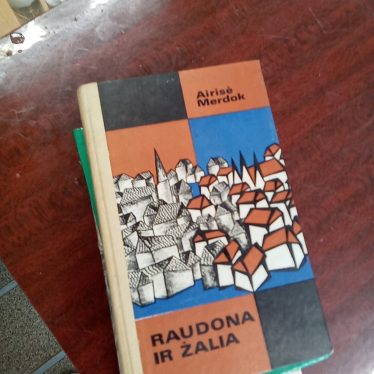 Airisė
Merdok
RAUDONA
IR ŽALIA